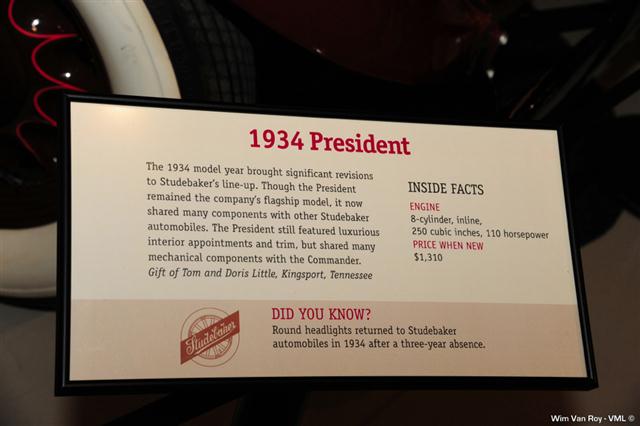 1934 President
The 1934 model year brought significant revisions
to Studebaker's line-up. Though the President
remained the company's flagship model, it now
shared many components with other Studebaker
automobiles. The President still featured luxurious
interior appointments and trim, but shared many
mechanical components with the Commander.
Gift of Tom and Doris Little, Kingsport, Tennessee
INSIDE FACTS
ENGINE
8-cylinder, inline,
250 cubic inches, 110 horsepower
PRICE WHEN NEW
$1,310
Studebaker
DID YOU KNOW?
Round headlights returned to Studebaker
automobiles in 1934 after a three-year absence.
Wim Van Roy - VML ©